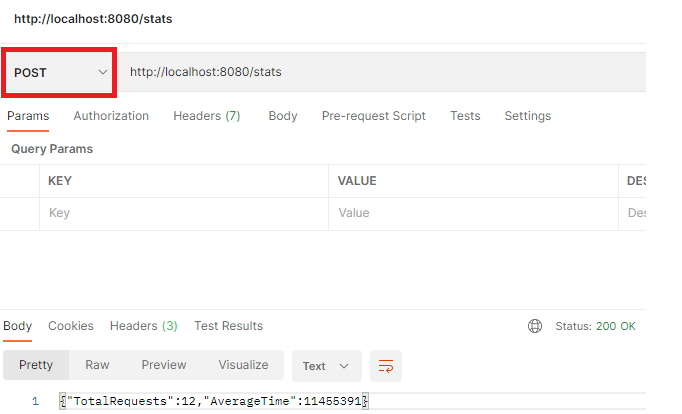 http://localhost:8080/stats
POST http://localhost:8080/stats
Params Authorization Headers (7) Body Pre-request Script Tests Settings
Query Params
KEY VALUE DES
Key Value Des
Body Cookies Headers (3) Test Results Status: 200 OK
Pretty Raw Preview Visualize Text
1 {"TotalRequests":12,"AverageTime":11455391}